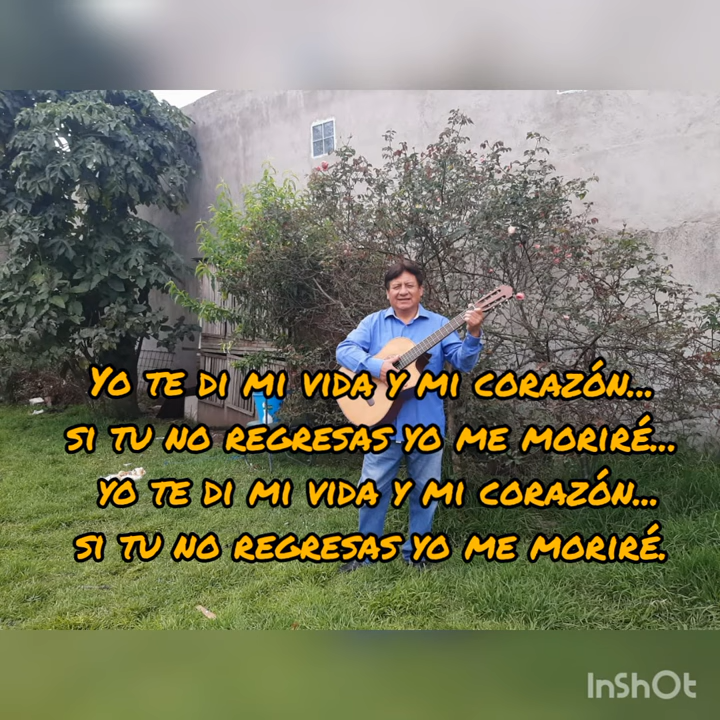 Yo te di mi vida y mi corazón...
si tu no regresas yo me moriré...
yo te di mi vida y mi corazón...
si tu no regresas yo me moriré.
InShOt